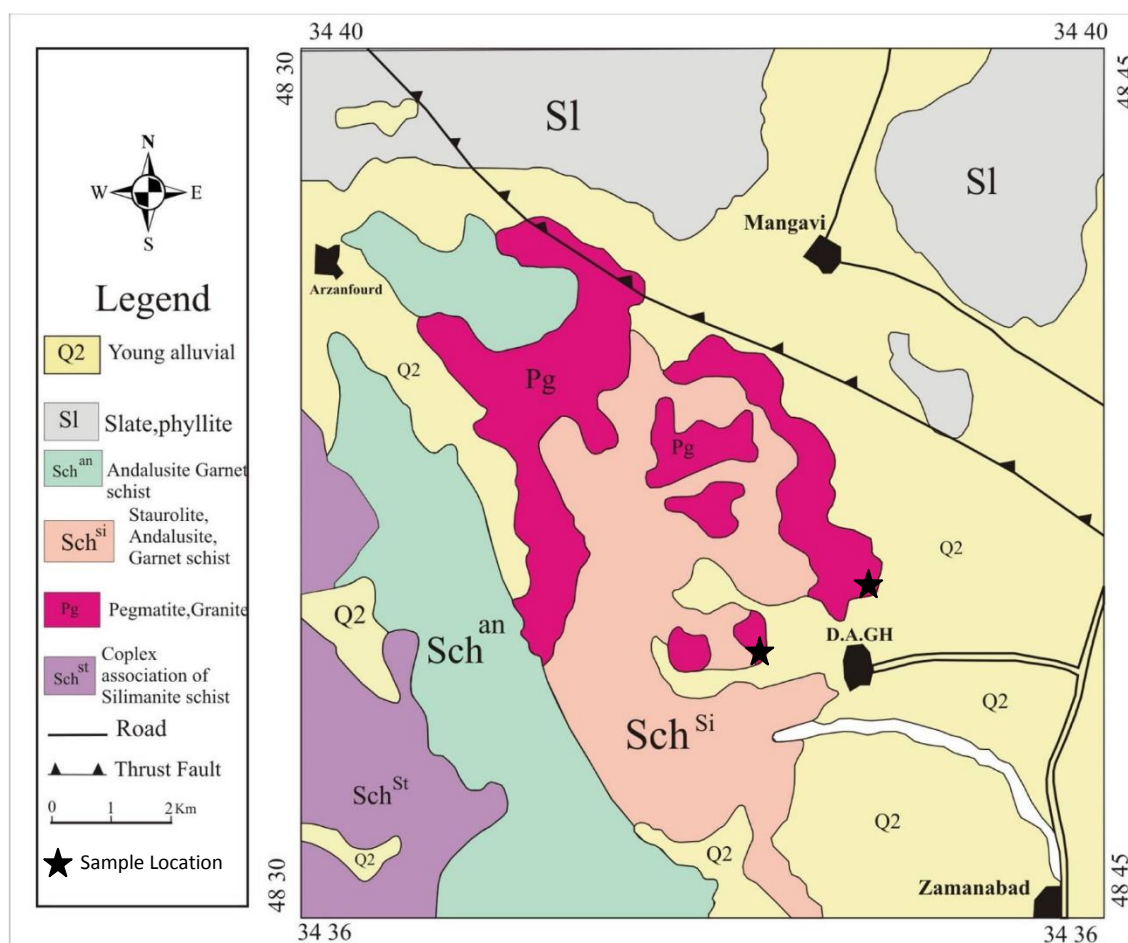 34 40
34 40
48 30
48 45
N
W
E
S
Legend
Q2 Young alluvial
Sl Slate,phyllite
Sch an Andalusite Garnet
schist
Sch si Staurolite,
Andalusite,
Garnet schist
Pg Pegmatite,Granite
Sch st Coplex
association of
Silimanite schist
Road
Thrust Fault
0 1 2 Km
Sample Location
Sl
Sl
Mangavi
Arzanfourd
Q2
Pg
Pg
Q2
Q2
Sch an
D.A.GH
Q2
Sch Si
Sch St
Q2
Q2
Q2
Zamanabad
48 30
48 45
34 36
34 36